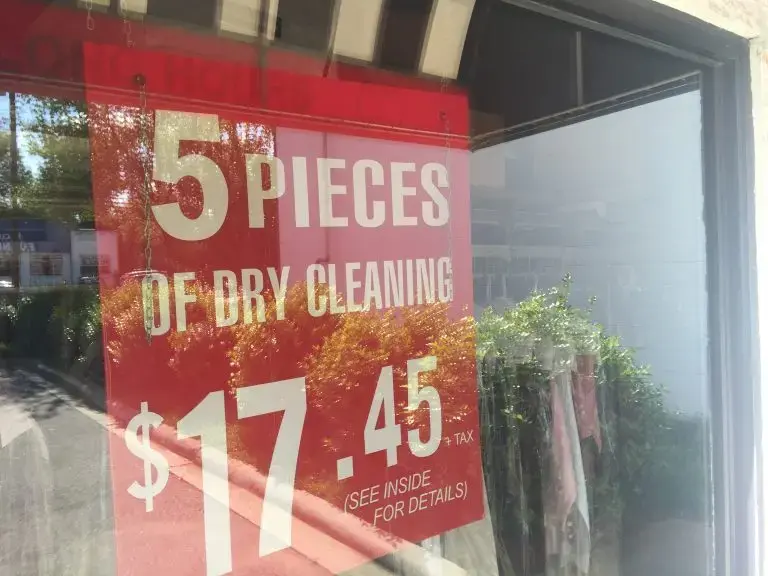 5 PIECES
OF DRY CLEANING
$17.45 + TAX
(SEE INSIDE
FOR DETAILS)